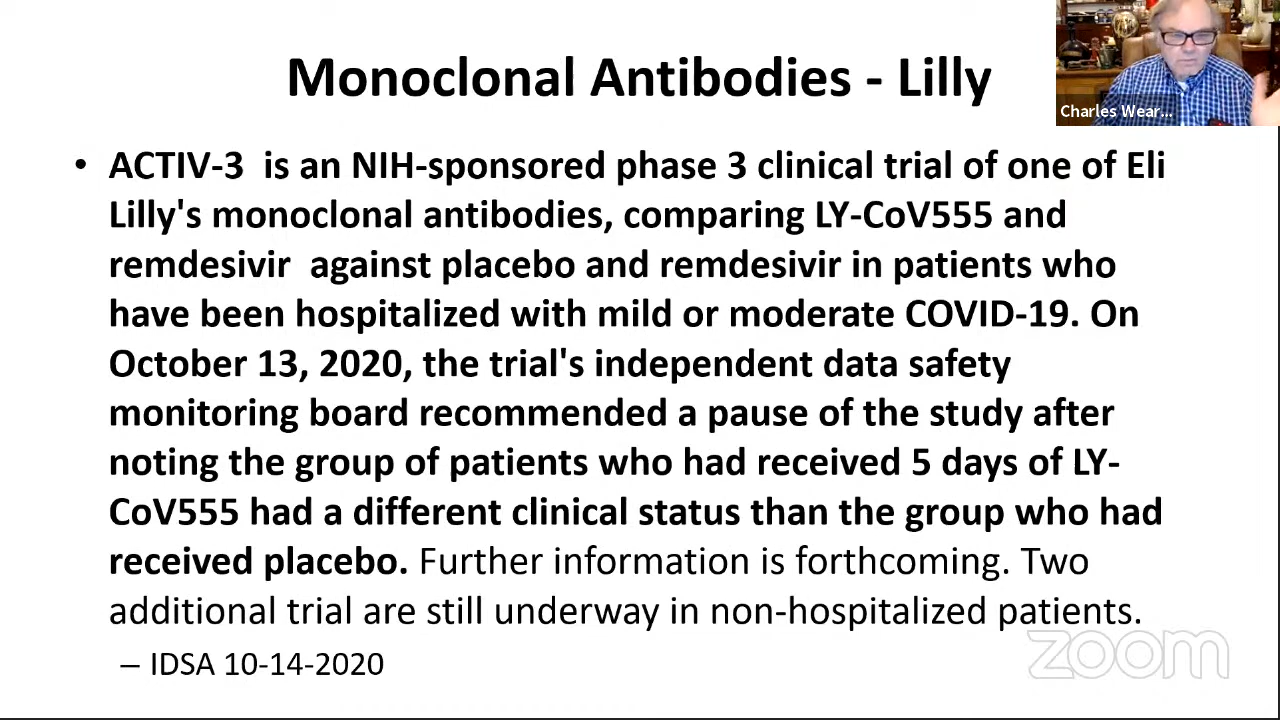 Monoclonal Antibodies - Lilly
Charles Wear...
• ACTIV-3 is an NIH-sponsored phase 3 clinical trial of one of Eli
Lilly's monoclonal antibodies, comparing LY-CoV555 and
remdesivir against placebo and remdesivir in patients who
have been hospitalized with mild or moderate COVID-19. On
October 13, 2020, the trial's independent data safety
monitoring board recommended a pause of the study after
noting the group of patients who had received 5 days of LY-
CoV555 had a different clinical status than the group who had
received placebo. Further information is forthcoming. Two
additional trial are still underway in non-hospitalized patients.
– IDSA 10-14-2020
zoom